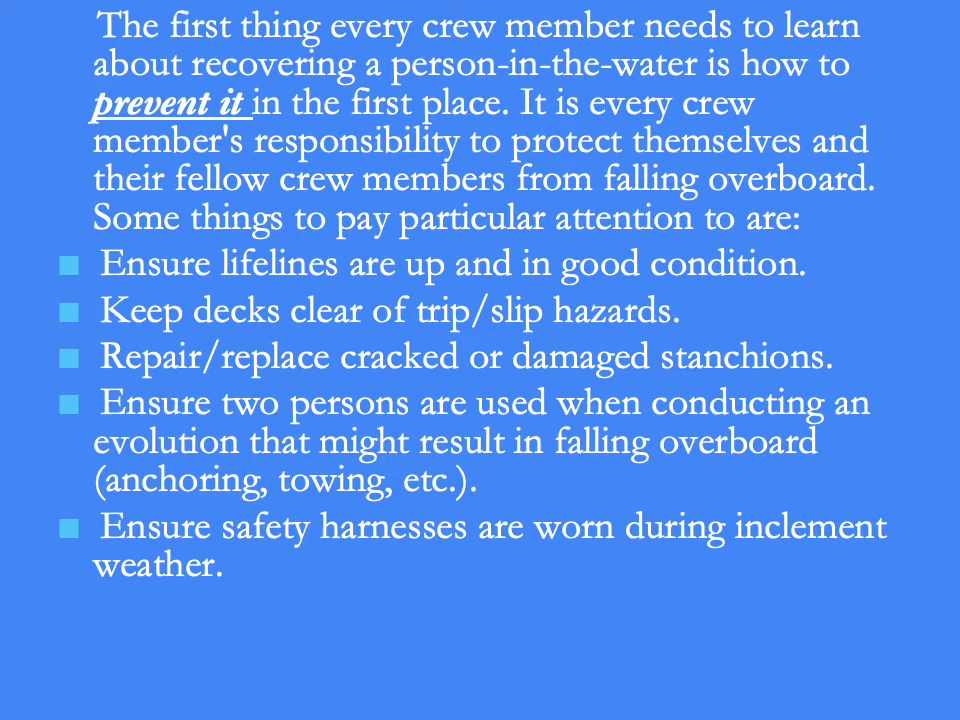 The first thing every crew member needs to learn
about recovering a person-in-the-water is how to
prevent it in the first place. It is every crew
member's responsibility to protect themselves and
their fellow crew members from falling overboard.
Some things to pay particular attention to are:
■ Ensure lifelines are up and in good condition.
■ Keep decks clear of trip/slip hazards.
■ Repair/replace cracked or damaged stanchions.
■ Ensure two persons are used when conducting an
evolution that might result in falling overboard
(anchoring, towing, etc.).
■ Ensure safety harnesses are worn during inclement
weather.